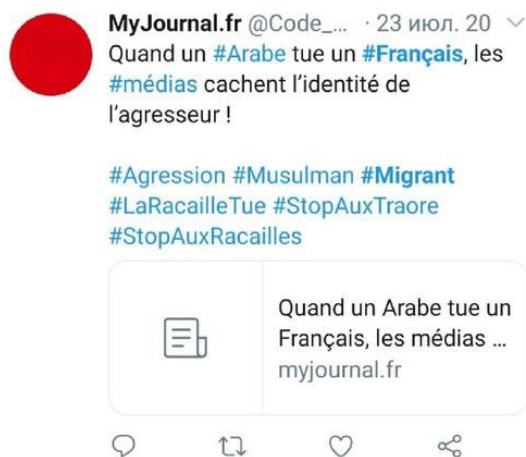 MyJournal.fr @Code_... · 23 июл. 20
Quand un #Arabe tue un #Français, les
#médias cachent l’identité de
l’agresseur !
#Agression #Musulman #Migrant
#LaRacailleTue #StopAuxTraore
#StopAuxRacailles
Quand un Arabe tue un
Français, les médias ...
myjournal.fr